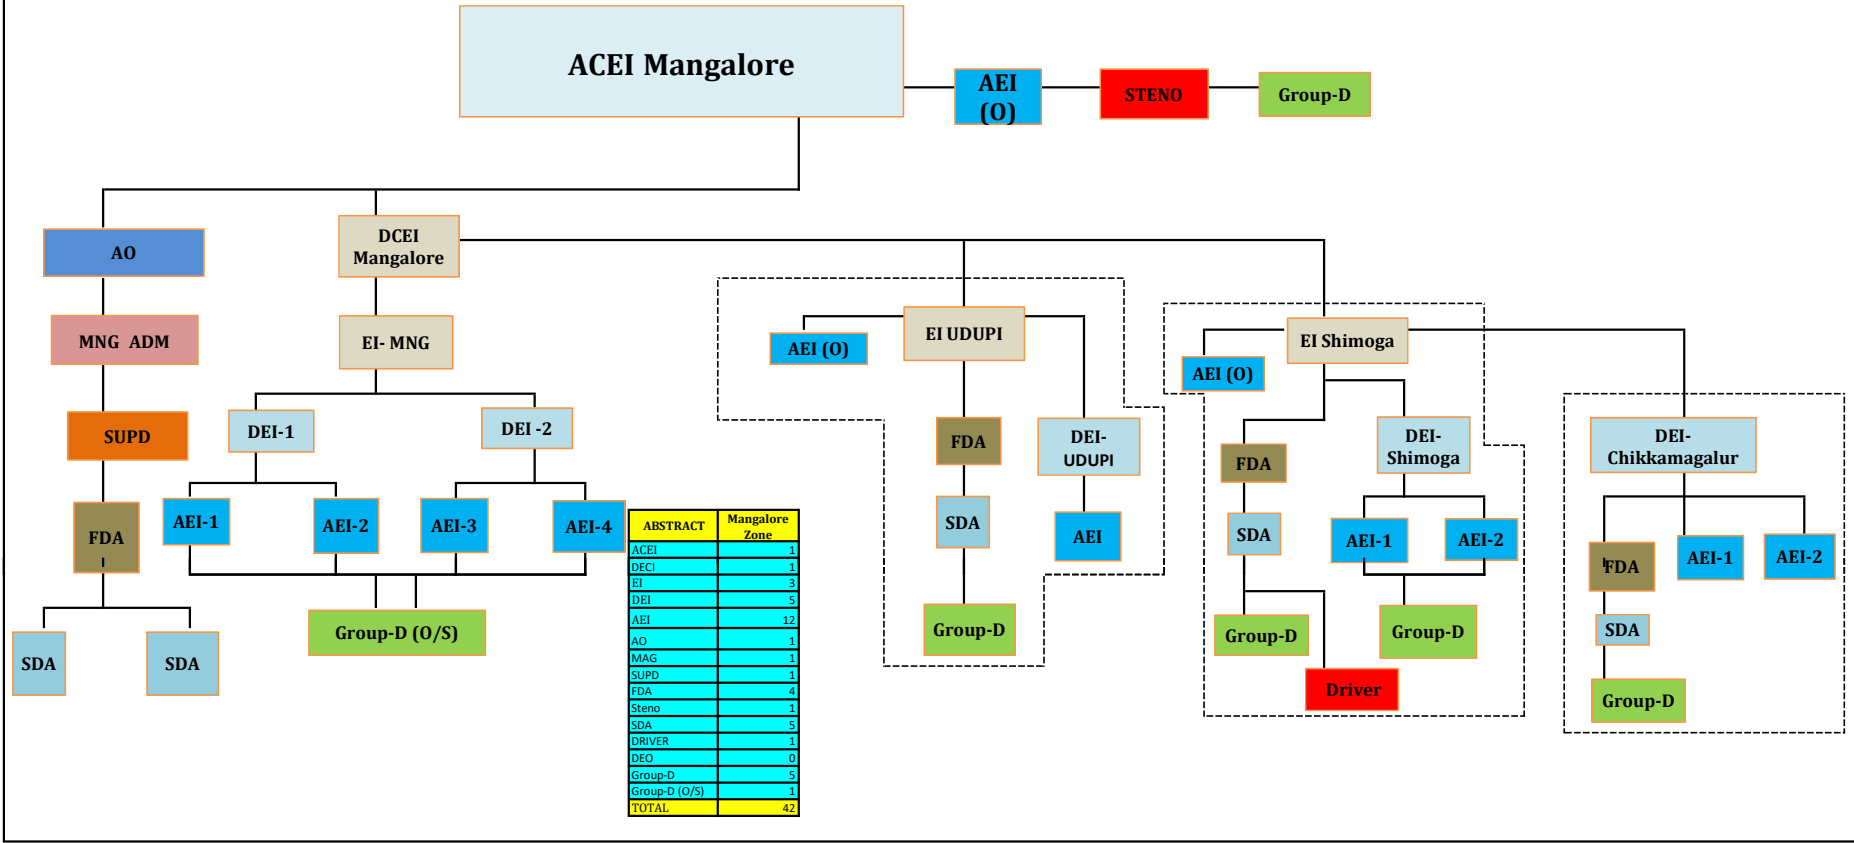 ACEI Mangalore
AEI
(O)
STENO
Group-D
AO
DCEI
Mangalore
MNG ADM
EI- MNG
EI UDUPI
AEI (O)
EI Shimoga
AEI (O)
SUPD
DEI-1
DEI -2
FDA
DEI-
UDUPI
FDA
DEI-
Shimoga
DEI-
Chikkamagalur
FDA
AEI-1
AEI-2
AEI-3
AEI-4
SDA
AEI
SDA
AEI-1
AEI-2
FDA
AEI-1
AEI-2
SDA
SDA
Group-D (O/S)
Group-D
Group-D
Group-D
Driver
SDA
Group-D
ABSTRACT Mangalore
Zone
ACEI 1
DECI 1
EI 3
DEI 5
AEI 12
AO 1
MAG 1
SUPD 1
FDA 4
Steno 1
SDA 5
DRIVER 1
DEO 0
Group-D 5
Group-D (O/S) 1
TOTAL 42